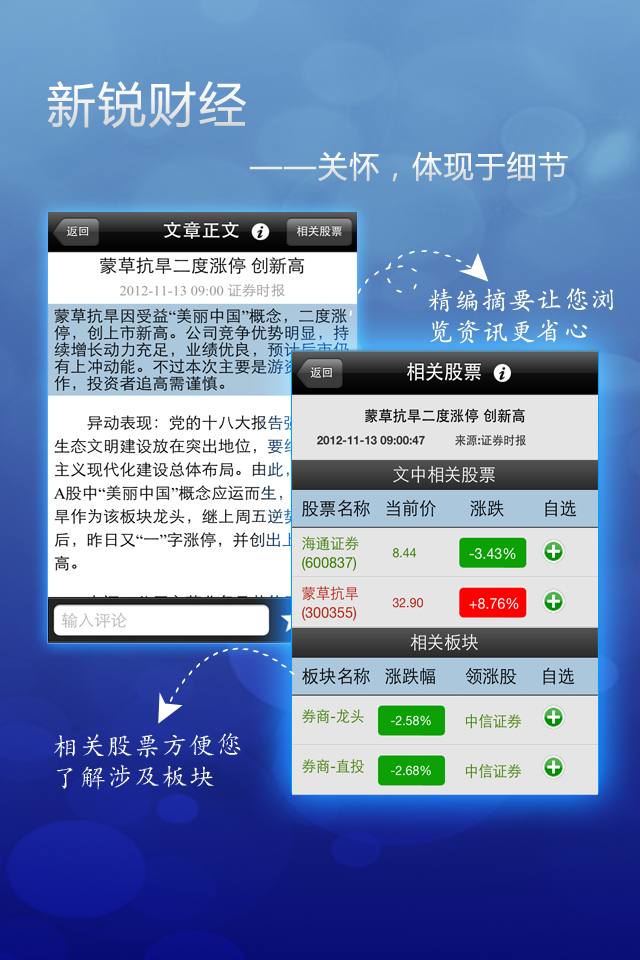 新锐财经
——关怀，体现于细节
返回
文章正文
相关股票
蒙草抗旱二度涨停 创新高
2012-11-13 09:00 证券时报
蒙草抗旱因受益“美丽中国”概念，二度涨
停，创上市新高。公司竞争优势明显，持
续增长动力充足，业绩优良，预计后市仍
有上冲动能。不过本次主要是游资
作，投资者追高需谨慎。
异动表现：党的十八大报告强
生态文明建设放在突出地位，要
主义现代化建设总体布局。由此，
A股中“美丽中国”概念应运而生，
旱作为该板块龙头，继上周五逆势
后，昨日又“一”字涨停，并创出上
高。
输入评论
精编摘要让您浏
览资讯更省心
返回
相关股票
蒙草抗旱二度涨停 创新高
2012-11-13 09:00:47 来源:证券时报
文中相关股票
股票名称 当前价 涨跌 自选
海通证券
(600837)
8.44 -3.43%
蒙草抗旱
(300355)
32.90 +8.76%
相关板块
板块名称 涨跌幅 领涨股 自选
券商-龙头 -2.58% 中信证券
券商-直投 -2.68% 中信证券
相关股票方便您
了解涉及板块